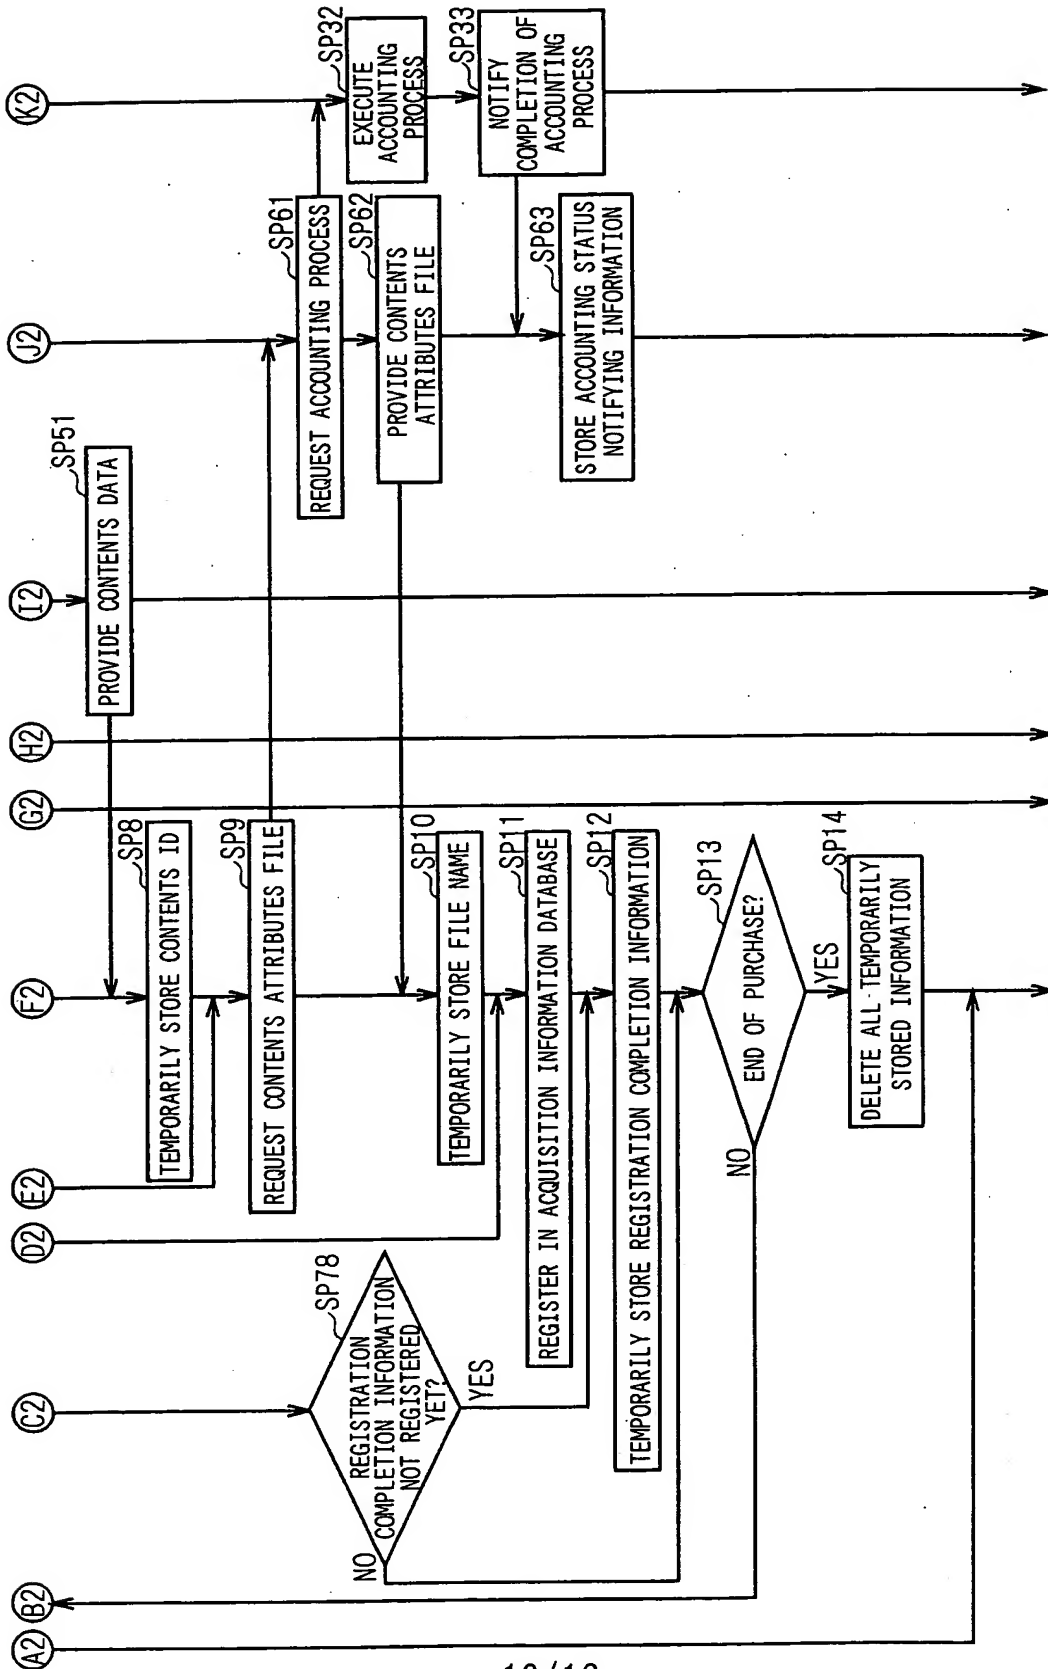 A2
B2
C2
D2
E2
F2
G2
H2
I2
J2
K2
SP51
PROVIDE CONTENTS DATA
SP8
TEMPORARILY STORE CONTENTS ID
SP9
REQUEST CONTENTS ATTRIBUTES FILE
SP61
REQUEST ACCOUNTING PROCESS
SP32
EXECUTE
ACCOUNTING
PROCESS
SP62
PROVIDE CONTENTS
ATTRIBUTES FILE
SP33
NOTIFY
COMPLETION OF
ACCOUNTING
PROCESS
SP63
STORE ACCOUNTING STATUS
NOTIFYING INFORMATION
SP78
REGISTRATION
COMPLETION INFORMATION
NOT REGISTERED
YET?
NO
YES
SP10
TEMPORARILY STORE FILE NAME
SP11
REGISTER IN ACQUISITION INFORMATION DATABASE
SP12
TEMPORARILY STORE REGISTRATION COMPLETION INFORMATION
SP13
END OF PURCHASE?
NO
YES
SP14
DELETE ALL TEMPORARILY
STORED INFORMATION